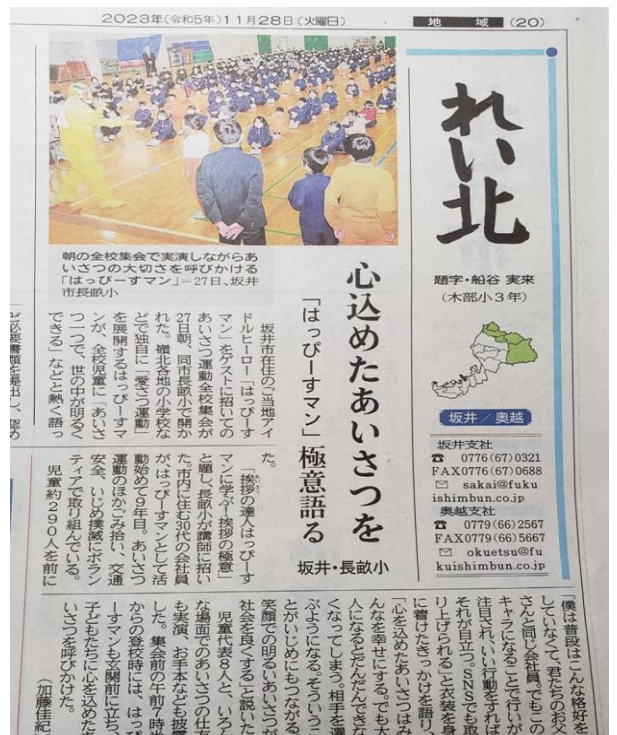 2023年(令和5年)11月28日(火曜日)
地域
(20)
れい北
題字・船谷 実来
(木部小3年)
坂井/奥越
坂井支社
☎ 0776(67)0321
FAX0776(67)0688
✉ sakai@fuku
ishimbun.co.jp
奥越支社
☎ 0779(66)2567
FAX0779(66)5667
✉ okuetsu@fu
kuishimbun.co.jp
朝の全校集会で実演しながらあ
いさつの大切さを呼びかける
「はっぴーすマン」=27日、坂井
市長畝小
心込めたあいさつを
「はっぴーすマン」極意語る
坂井・長畝小
坂井市在住のご当地アイ
ドルヒーロー「はっぴーす
マン」をゲストに招いての
あいさつ運動全校集会が
27日朝、同市長畝小で開か
れた。嶺北各地の小学校な
どで独自に「愛さつ運動」
を展開するはっぴーすマ
ンが、全校児童に「あいさ
つ一つで、世の中が明るく
できる」などと熱く語っ
た。
「挨拶の達人はっぴーす
マンに学ぶ!挨拶の極意」
と題し、長畝小が講師に招い
た。市内に住む30代の会社員
がはっぴーすマンとして活
動始めて9年目。あいさつ
運動のほかごみ拾い、交通
安全、いじめ撲滅にボラン
ティアで取り組んでいる。
児童約290人を前に
「僕は普段はこんな格好を
していなくて、君たちのお父
さんと同じ会社員。でもこの
キャラになることで行いが
注目され、いい行動をすれば
それが目立つ。SNSでも取
り上げられる」と衣装を身
に着けたきっかけを語り、
「心を込めたあいさつはみ
んなを幸せにする。でも大
人になるとだんだんできな
くなってしまう。相手を選
ぶようになる。そういうこ
とがいじめにもつながる。
笑顔での明るいあいさつが
社会を良くする」と説いた。
児童代表8人と、いろん
な場面でのあいさつの仕方
も実演、お手本なども披露
した。集会前の午前7時半
からの登校時には、はっぴ
ーすマンも玄関前に立ち、
子どもたちに心を込めたあ
いさつを呼びかけた。
(加藤佳紀)